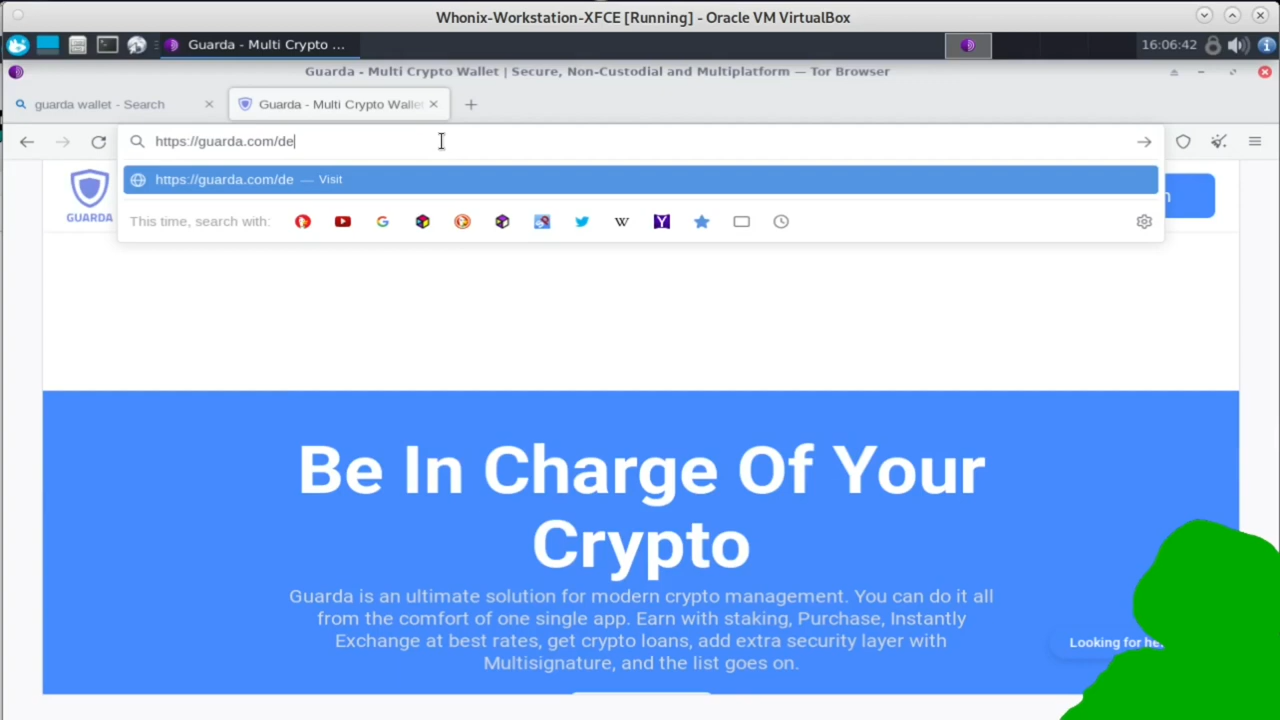 Whonix-Workstation-XFCE [Running] - Oracle VM VirtualBox
Guarda - Multi Crypto ...
16:06:42
Guarda - Multi Crypto Wallet | Secure, Non-Custodial and Multiplatform — Tor Browser
guarda wallet - Search
Guarda - Multi Crypto Walle
https://guarda.com/de
https://guarda.com/de — Visit
GUARDA
This time, search with:
Be In Charge Of Your
Crypto
Guarda is an ultimate solution for modern crypto management. You can do it all
from the comfort of one single app. Earn with staking, Purchase, Instantly
Exchange at best rates, get crypto loans, add extra security layer with
Multisignature, and the list goes on.
Looking for